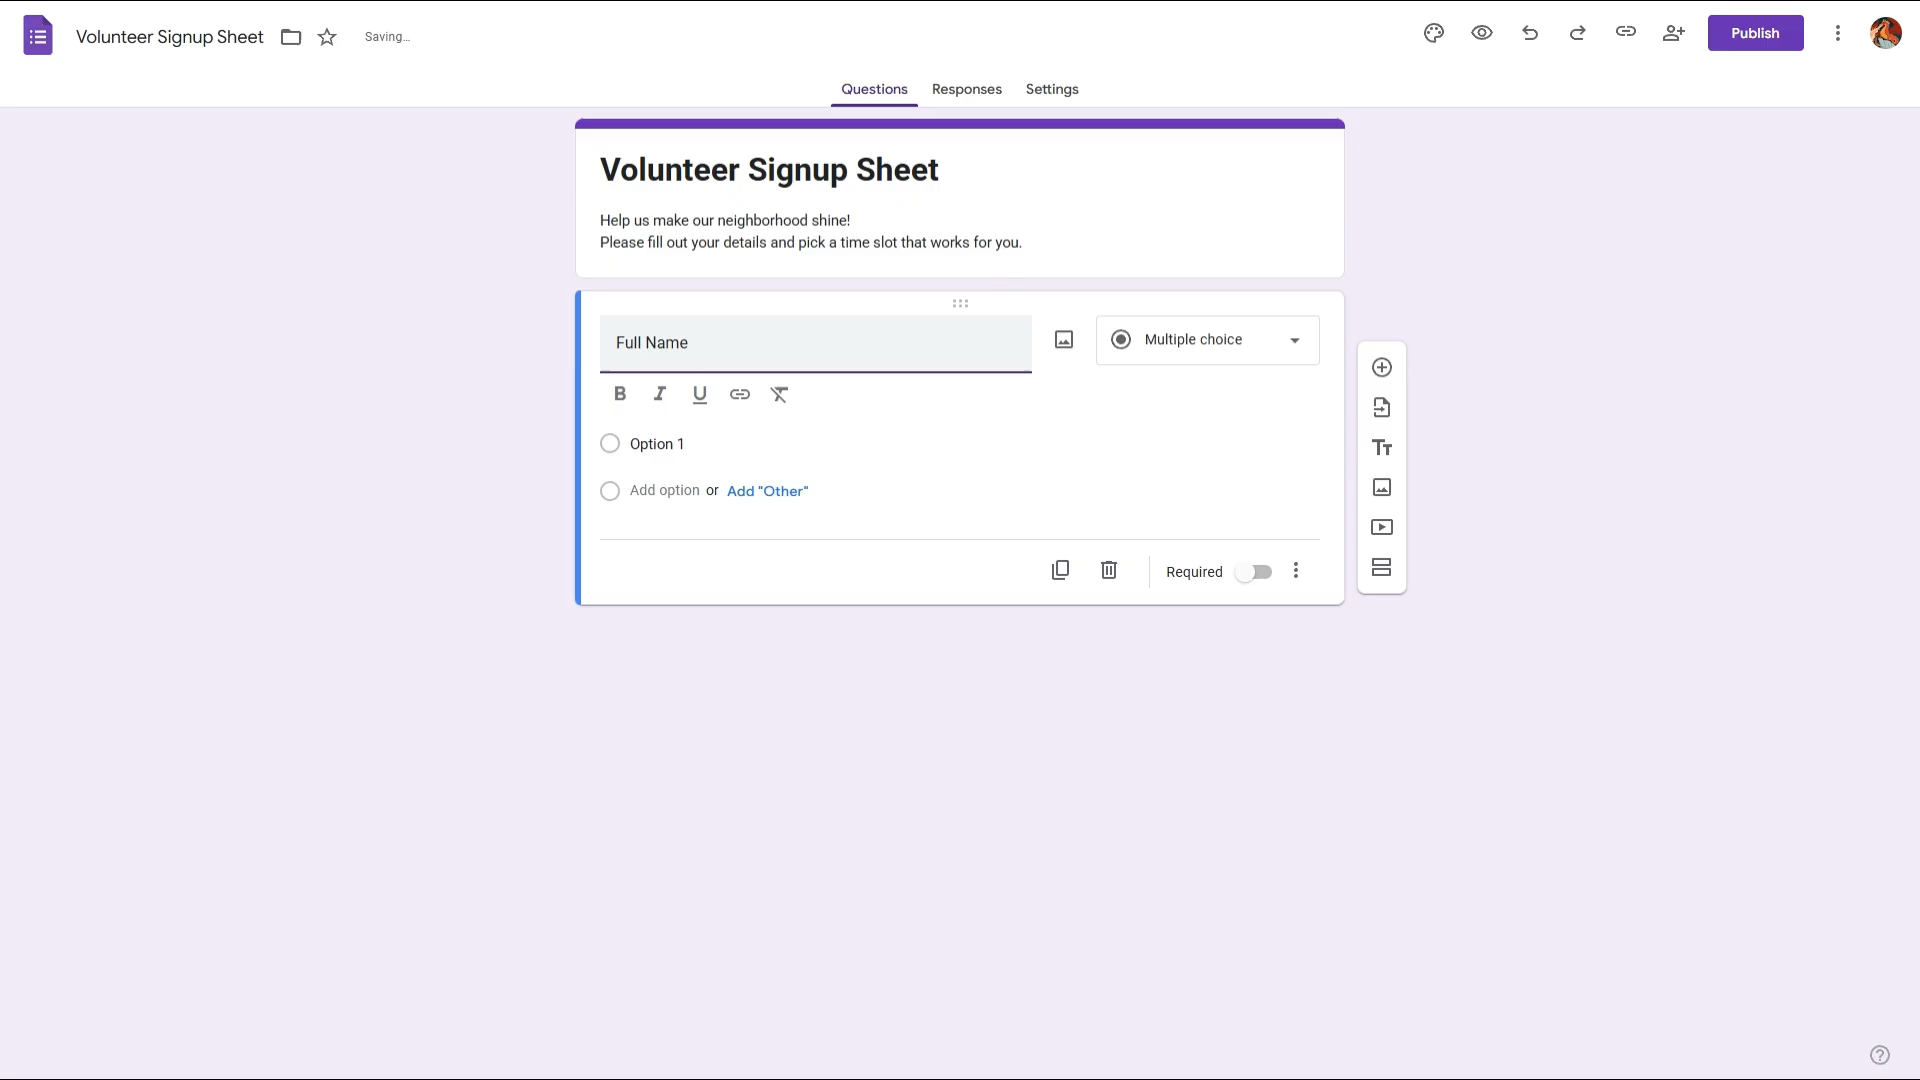 Volunteer Signup Sheet
Saving...
Publish
Questions
Responses
Settings
Volunteer Signup Sheet
Help us make our neighborhood shine!
Please fill out your details and pick a time slot that works for you.
Full Name
Multiple choice
B I U
Option 1
Add option or Add "Other"
Required